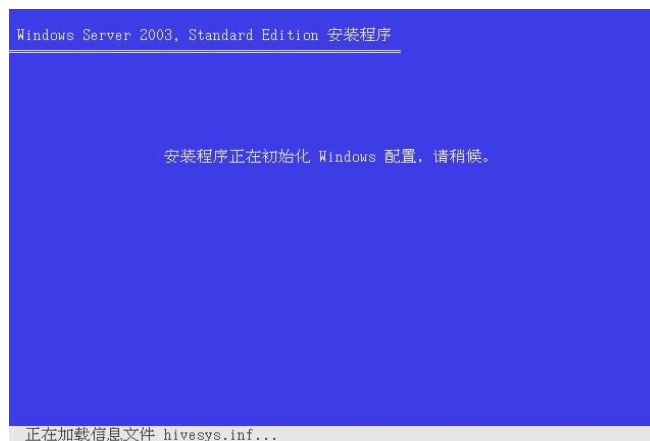 Windows Server 2003, Standard Edition 安装程序
安装程序正在初始化 Windows 配置, 请稍候。
正在加载信息文件 hivesys.inf...